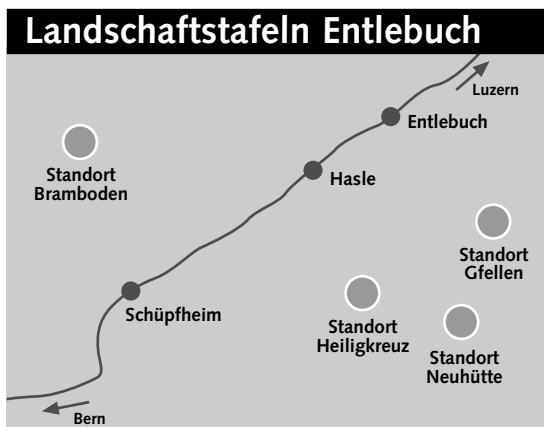 Landschaftstafeln Entlebuch
Luzern
Entlebuch
Standort
Bramboden
Hasle
Standort
Gfellen
Schüpfheim
Standort
Heiligkreuz
Standort
Neuhütte
Bern